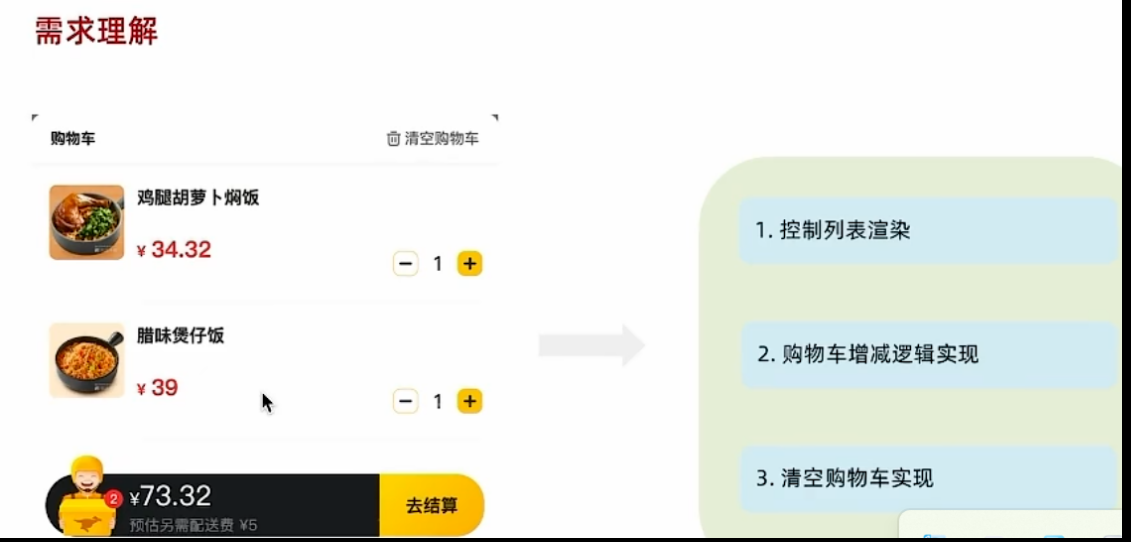 需求理解
购物车
清空购物车
鸡腿胡萝卜焖饭
¥ 34.32
− 1 +
腊味煲仔饭
¥ 39
− 1 +
2
¥73.32
预估另需配送费 ¥5
去结算
1. 控制列表渲染
2. 购物车增减逻辑实现
3. 清空购物车实现